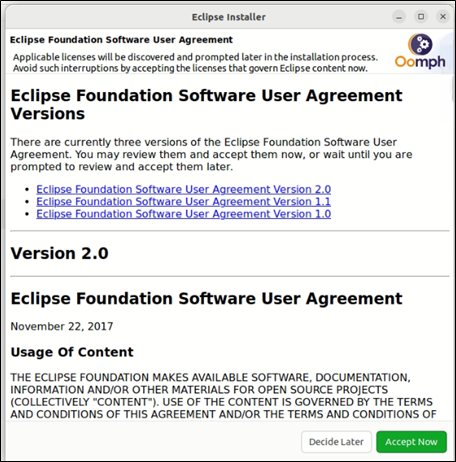 Eclipse Installer
Eclipse Foundation Software User Agreement
Applicable licenses will be discovered and prompted later in the installation process.
Avoid such interruptions by accepting the licenses that govern Eclipse content now.
Oomph
Eclipse Foundation Software User Agreement
Versions
There are currently three versions of the Eclipse Foundation Software User
Agreement. You may review them and accept them now, or wait until you are
prompted to review and accept them later.
• Eclipse Foundation Software User Agreement Version 2.0
• Eclipse Foundation Software User Agreement Version 1.1
• Eclipse Foundation Software User Agreement Version 1.0
Version 2.0
Eclipse Foundation Software User Agreement
November 22, 2017
Usage Of Content
THE ECLIPSE FOUNDATION MAKES AVAILABLE SOFTWARE, DOCUMENTATION,
INFORMATION AND/OR OTHER MATERIALS FOR OPEN SOURCE PROJECTS
(COLLECTIVELY "CONTENT"). USE OF THE CONTENT IS GOVERNED BY THE TERMS
AND CONDITIONS OF THIS AGREEMENT AND/OR THE TERMS AND CONDITIONS OF
Decide Later
Accept Now